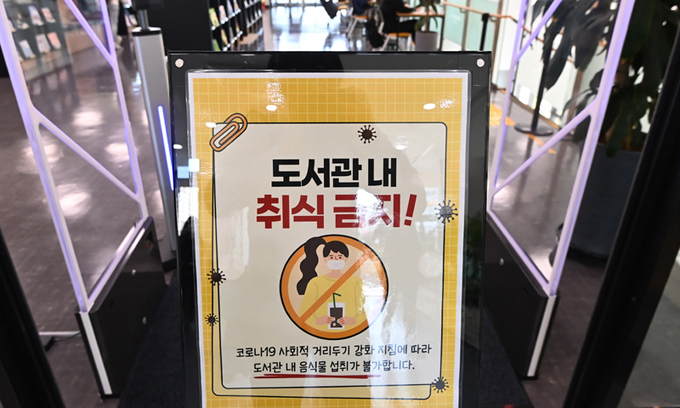 도서관 내
취식 금지!
코로나19 사회적 거리두기 강화 지침에 따라
도서관 내 음식물 섭취가 불가합니다.